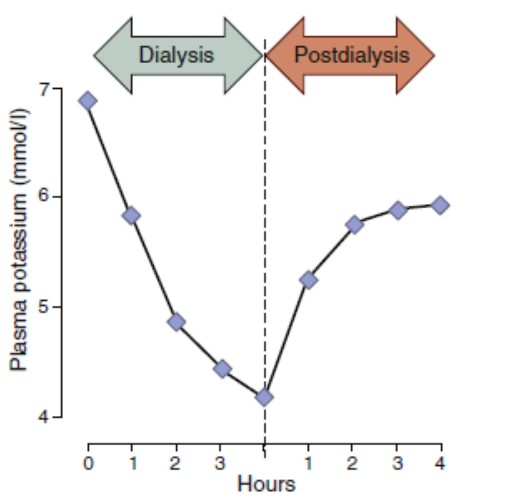 Dialysis Postdialysis
Plasma potassium (mmol/l)
7
6
5
4
0 1 2 3 1 2 3 4
Hours